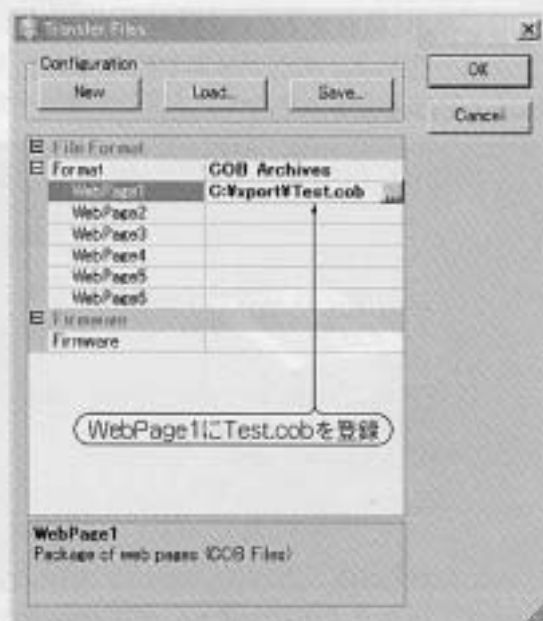 Transfer Files
Configuration
New
Load...
Save...
OK
Cancel
File Format
Format COB Archives
WebPage1 C:¥xport¥Test.cob ...
WebPage2
WebPage3
WebPage4
WebPage5
WebPage6
Firmware
Firmware
WebPage1にTest.cobを登録
WebPage1
Package of web pages (COB Files)